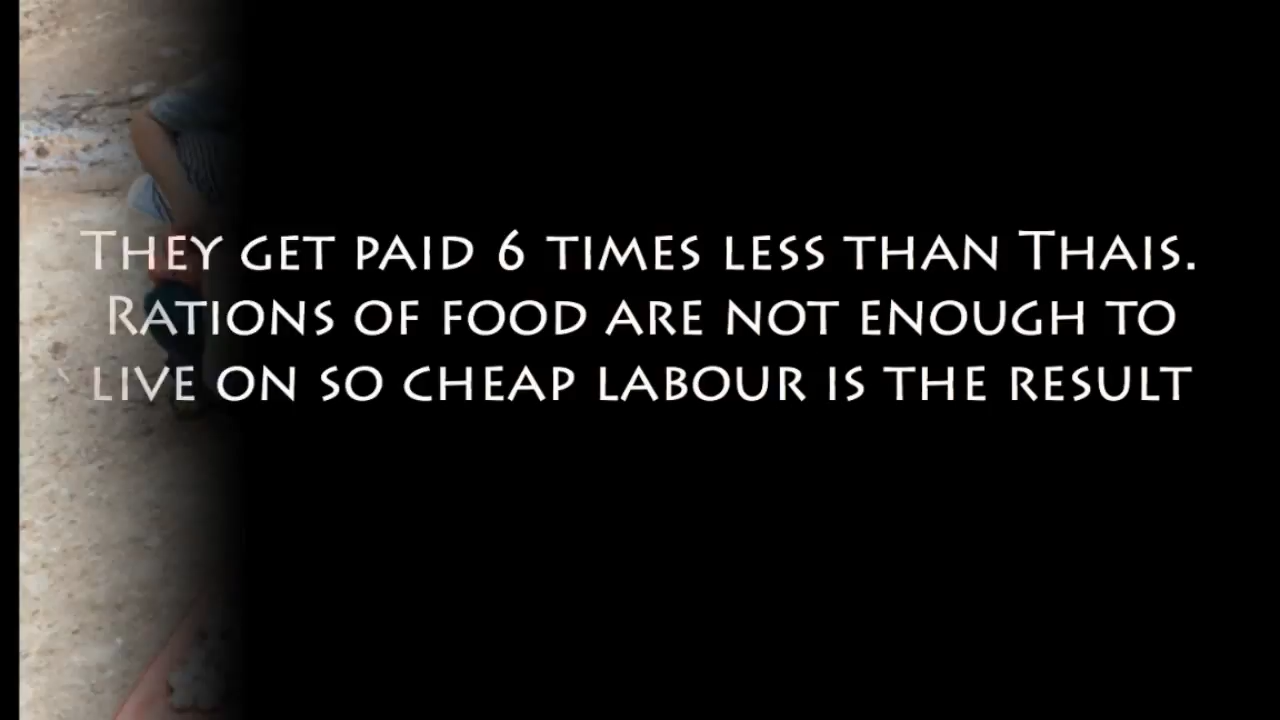 They get paid 6 times less than Thais.
Rations of food are not enough to
live on so cheap labour is the result